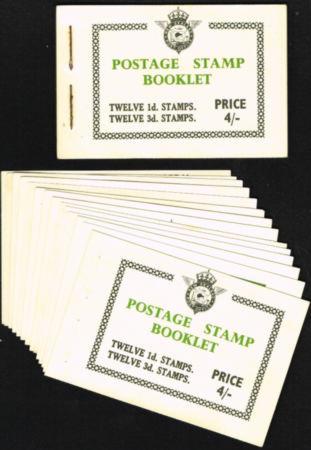 POSTAGE STAMP
BOOKLET
TWELVE 1d. STAMPS.
TWELVE 3d. STAMPS.
PRICE
4/-
POSTAGE STAMP
BOOKLET
TWELVE 1d. STAMPS.
TWELVE 3d. STAMPS.
PRICE
4/-